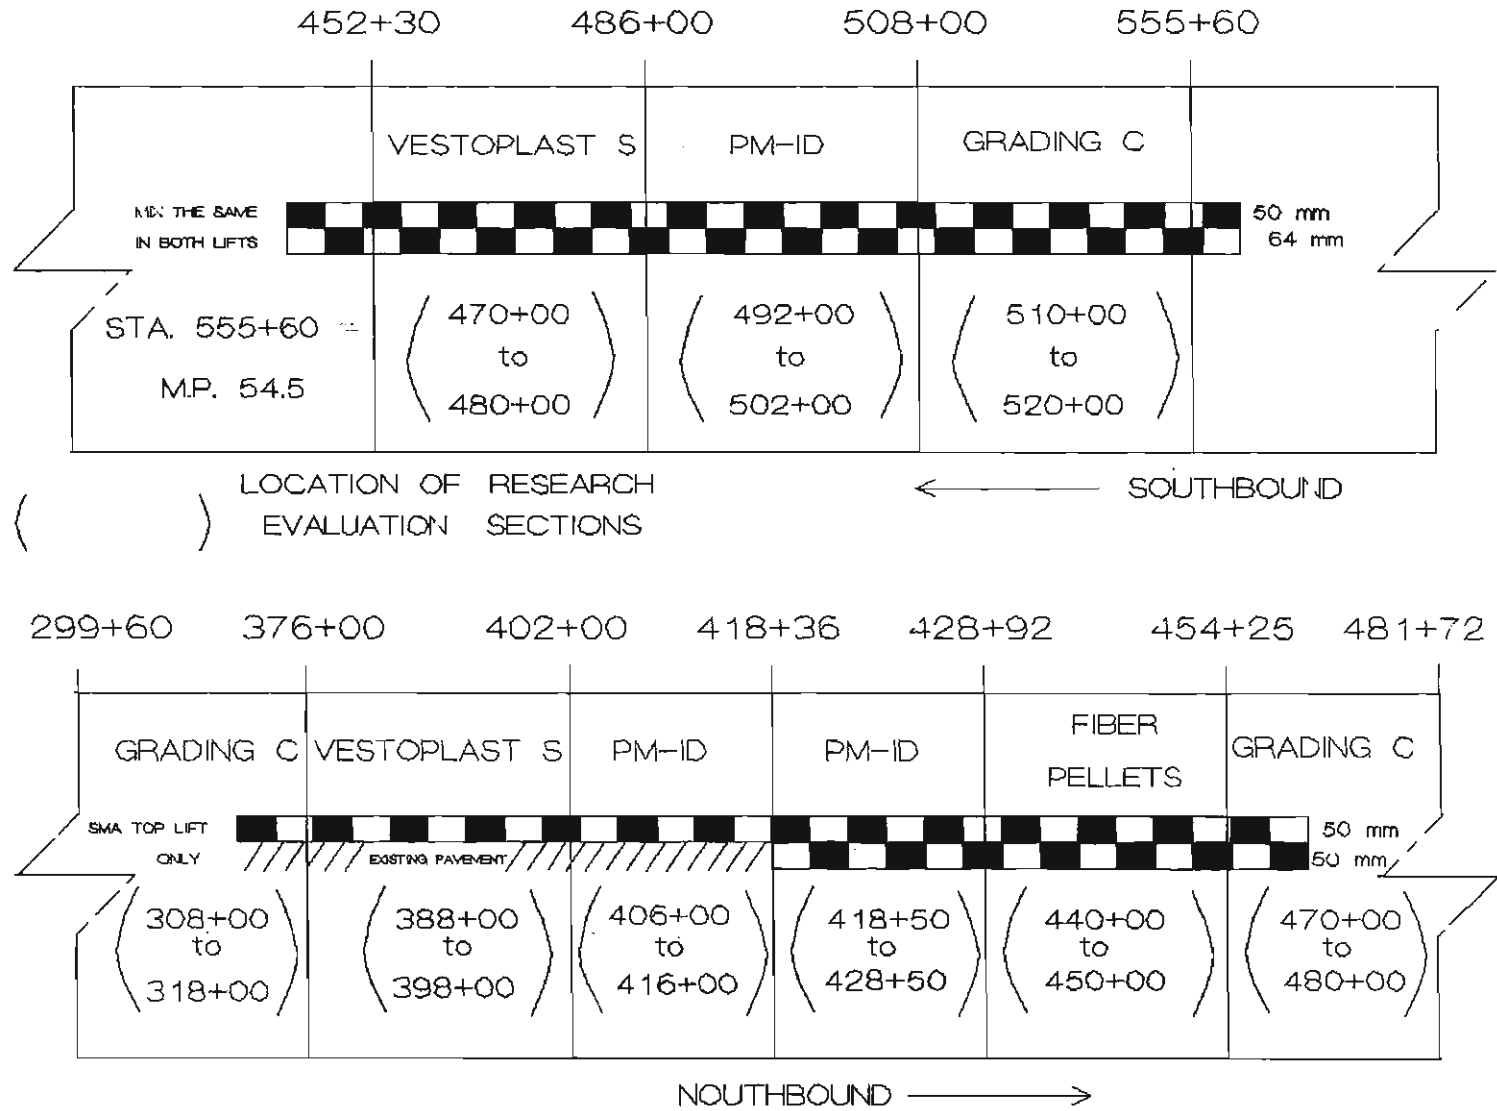 452+30 486+00 508+00 555+60
VESTOPLAST S PM-ID GRADING C
MIX THE SAME
IN BOTH LIFTS
50 mm
64 mm
STA. 555+60 =
M.P. 54.5
470+00
to
480+00
492+00
to
502+00
510+00
to
520+00
LOCATION OF RESEARCH
EVALUATION SECTIONS
SOUTHBOUND
299+60 376+00 402+00 418+36 428+92 454+25 481+72
GRADING C VESTOPLAST S PM-ID PM-ID
FIBER
PELLETS
GRADING C
SMA TOP LIFT
ONLY
EXISTING PAVEMENT
50 mm
50 mm
308+00
to
318+00
388+00
to
398+00
406+00
to
416+00
418+50
to
428+50
440+00
to
450+00
470+00
to
480+00
NOUTHBOUND